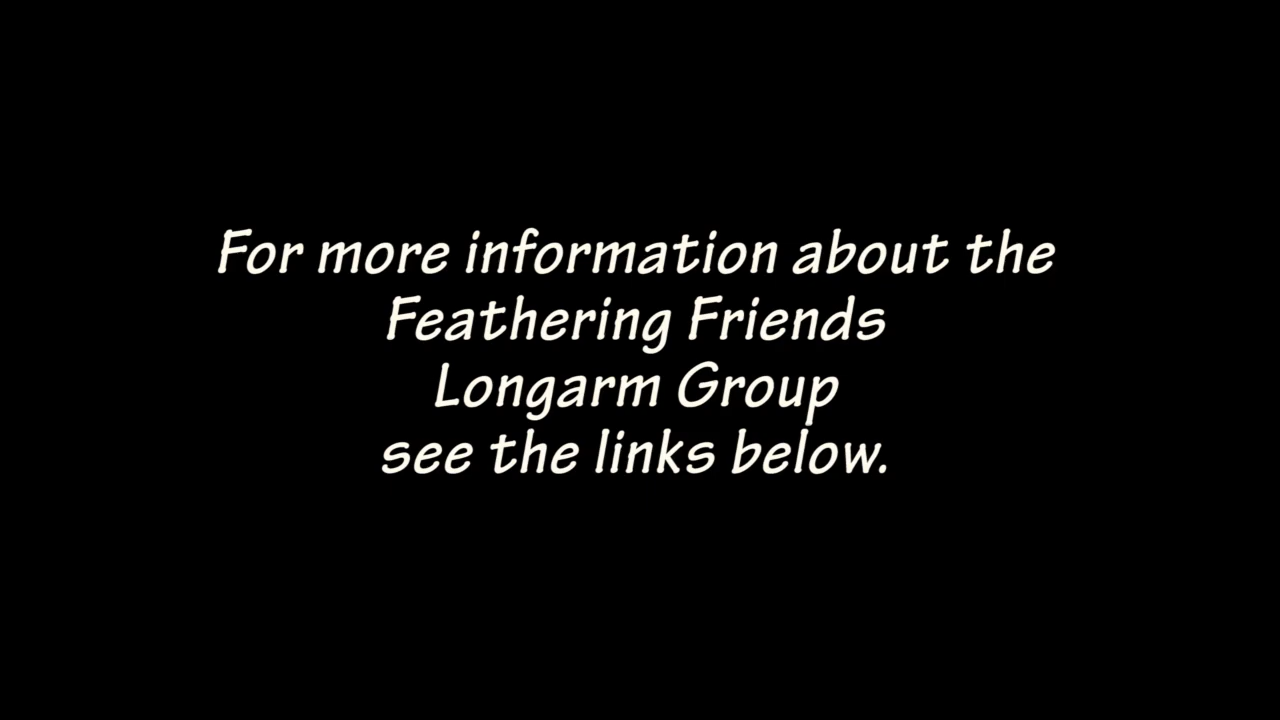 For more information about the
Feathering Friends
Longarm Group
see the links below.